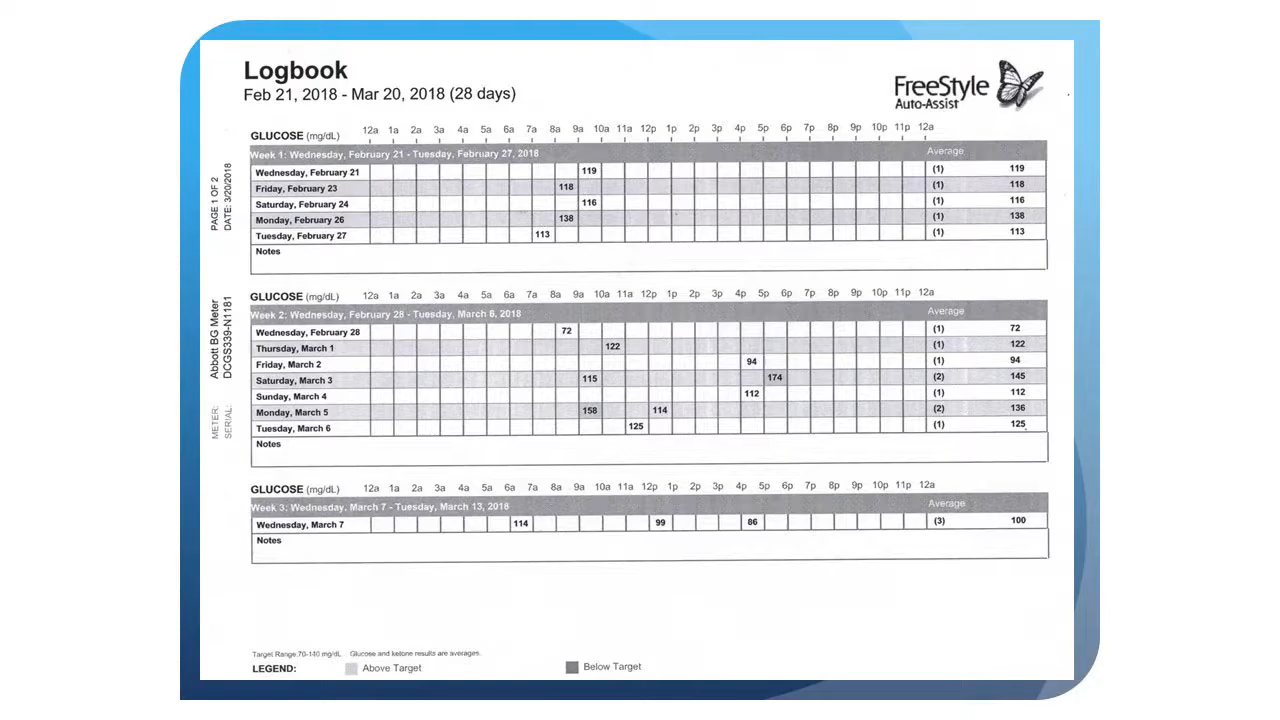 Logbook
Feb 21, 2018 - Mar 20, 2018 (28 days)
FreeStyle
Auto-Assist
PAGE 1 OF 2
DATE: 3/20/2018
Abbott BG Meter
DCGS339-N1181
METER:
SERIAL:
GLUCOSE (mg/dL) 12a 1a 2a 3a 4a 5a 6a 7a 8a 9a 10a 11a 12p 1p 2p 3p 4p 5p 6p 7p 8p 9p 10p 11p 12a
Week 1: Wednesday, February 21 - Tuesday, February 27, 2018 Average
Wednesday, February 21 119 (1) 119
Friday, February 23 118 (1) 118
Saturday, February 24 116 (1) 116
Monday, February 26 138 (1) 138
Tuesday, February 27 113 (1) 113
Notes
GLUCOSE (mg/dL) 12a 1a 2a 3a 4a 5a 6a 7a 8a 9a 10a 11a 12p 1p 2p 3p 4p 5p 6p 7p 8p 9p 10p 11p 12a
Week 2: Wednesday, February 28 - Tuesday, March 6, 2018 Average
Wednesday, February 28 72 (1) 72
Thursday, March 1 122 (1) 122
Friday, March 2 94 (1) 94
Saturday, March 3 115 174 (2) 145
Sunday, March 4 112 (1) 112
Monday, March 5 158 114 (2) 136
Tuesday, March 6 125 (1) 125
Notes
GLUCOSE (mg/dL) 12a 1a 2a 3a 4a 5a 6a 7a 8a 9a 10a 11a 12p 1p 2p 3p 4p 5p 6p 7p 8p 9p 10p 11p 12a
Week 3: Wednesday, March 7 - Tuesday, March 13, 2018 Average
Wednesday, March 7 114 99 86 (3) 100
Notes
Target Range:70-140 mg/dL Glucose and ketone results are averages.
LEGEND: Above Target Below Target